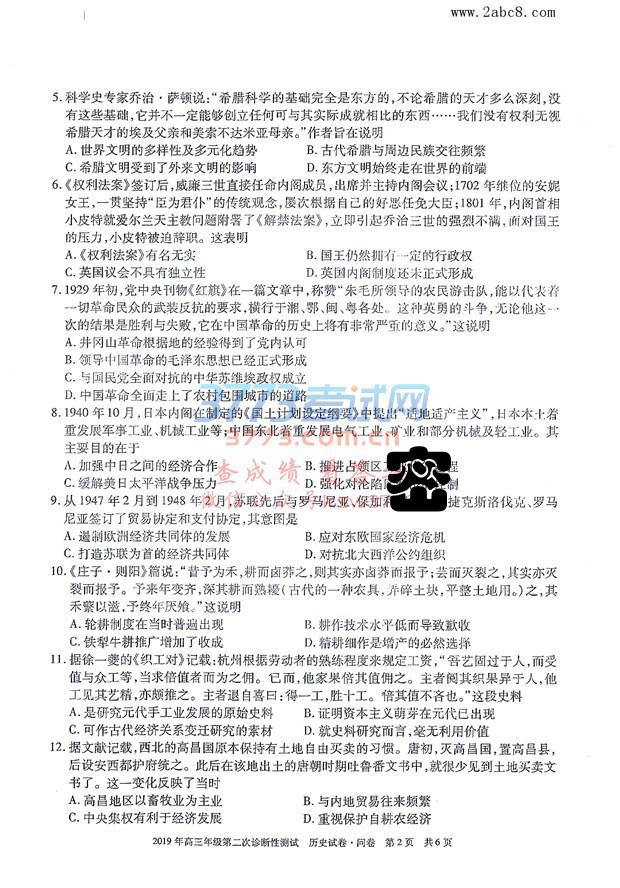 www.2abc8.com
5. 科学史专家乔治·萨顿说:“希腊科学的基础完全是东方的,不论希腊的天才多么深刻,没
有这些基础,它并不一定能够创立任何可与其实际成就相比的东西……我们没有权利无视
希腊天才的埃及父亲和美索不达米亚母亲。”作者旨在说明
A. 世界文明的多样性及多元化趋势 B. 古代希腊与周边民族交往频繁
C. 希腊文明受到了外来文明的影响 D. 东方文明始终走在世界的前端
6.《权利法案》签订后,威廉三世直接任命内阁成员,出席并主持内阁会议;1702 年继位的安妮
女王,一贯坚持“臣为君仆”的传统观念,屡次根据自己的好恶任免大臣;1801 年,内阁首相
小皮特就爱尔兰天主教问题附署了《解禁法案》,立即引起乔治三世的强烈不满,面对国王
的压力,小皮特被迫辞职。这表明
A.《权利法案》有名无实 B. 国王仍然拥有一定的行政权
C. 英国议会不具有独立性 D. 英国内阁制度还未正式形成
7. 1929 年初,党中央刊物《红旗》在一篇文章中,称赞“朱毛所领导的农民游击队,能以代表着
一切革命民众的武装反抗的要求,横行于湘、鄂、闽、粤各处。这种英勇的斗争,无论他这一
次的结果是胜利与失败,它在中国革命的历史上将有非常严重的意义。”这说明
A. 井冈山革命根据地的经验得到了党内认可
B. 领导中国革命的毛泽东思想已经正式形成
C. 与国民党全面对抗的中华苏维埃政权成立
D. 中国革命全面走上了农村包围城市的道路
3773考试网
8. 1940 年 10 月,日本内阁在制定的《国土计划设定纲要》中提出“适地适产主义”,日本本土着
重发展军事工业、机械工业等;中国东北着重发展电气工业、矿业和部分机械及轻工业。其
3773.com.cn
主要目的在于
A. 加强中日之间的经济合作 B. 推进占领区工 程
查成绩
C. 缓解美日太平洋战争压力 D. 强化对沦陷 制
9. 从 1947 年 2 月到 1948 年 月,苏联先后与罗马尼亚、保加利 捷克斯洛伐克、罗马
尼亚签订了贸易协定和支付协定,其意图是
A. 遏制欧洲经济共同体的发展 B. 应对东欧国家经济危机
C. 打造苏联为首的经济共同体 D. 对抗北大西洋公约组织
10.《庄子·则阳》篇说:“昔予为禾,耕而卤莽之,则其实亦卤莽而报予;芸而灭裂之,其实亦灭
裂而报予。予来年变齐,深其耕而熟耰(古代的一种农具,弄碎土块,平整土地用。)之,其
禾蘩以滋,予终年厌飧。”这说明
A. 轮耕制度在当时普遍出现 B. 耕作技术水平低而导致歉收
C. 铁犁牛耕推广增加了收成 D. 精耕细作是增产的必然选择
11. 据徐一夔的《织工对》记载:杭州根据劳动者的熟练程度来规定工资,“吾艺固过于人,而受
值与众工等,当求倍值者而为之佣。它而,他家果倍其值佣之。主者阅其织果异于人,他
工见其艺精,亦颇推之。主者退自喜曰:得一工,胜十工。倍其值不吝也。”这段史料
A. 是研究元代手工业发展的原始史料 B. 证明资本主义萌芽在元代已出现
C. 可作古代经济关系变迁研究的素材 D. 就史料研究而言,毫无利用价值
12. 据文献记载,西北的高昌国原本保持有土地自由买卖的习惯。唐初,灭高昌国,置高昌县,
后设安西都护府统之。此后在该地出土的唐朝时期吐鲁番文书中,就很少见到土地买卖文
书了。这一变化反映了当时
A. 高昌地区以畜牧业为主 B. 与内地贸易往来频繁
C. 中央集权有利于经济发展 D. 官府限制土地买卖
2019 年高三年级第二次诊断性测试 历史试卷·问卷 第 2 页 共 6 页